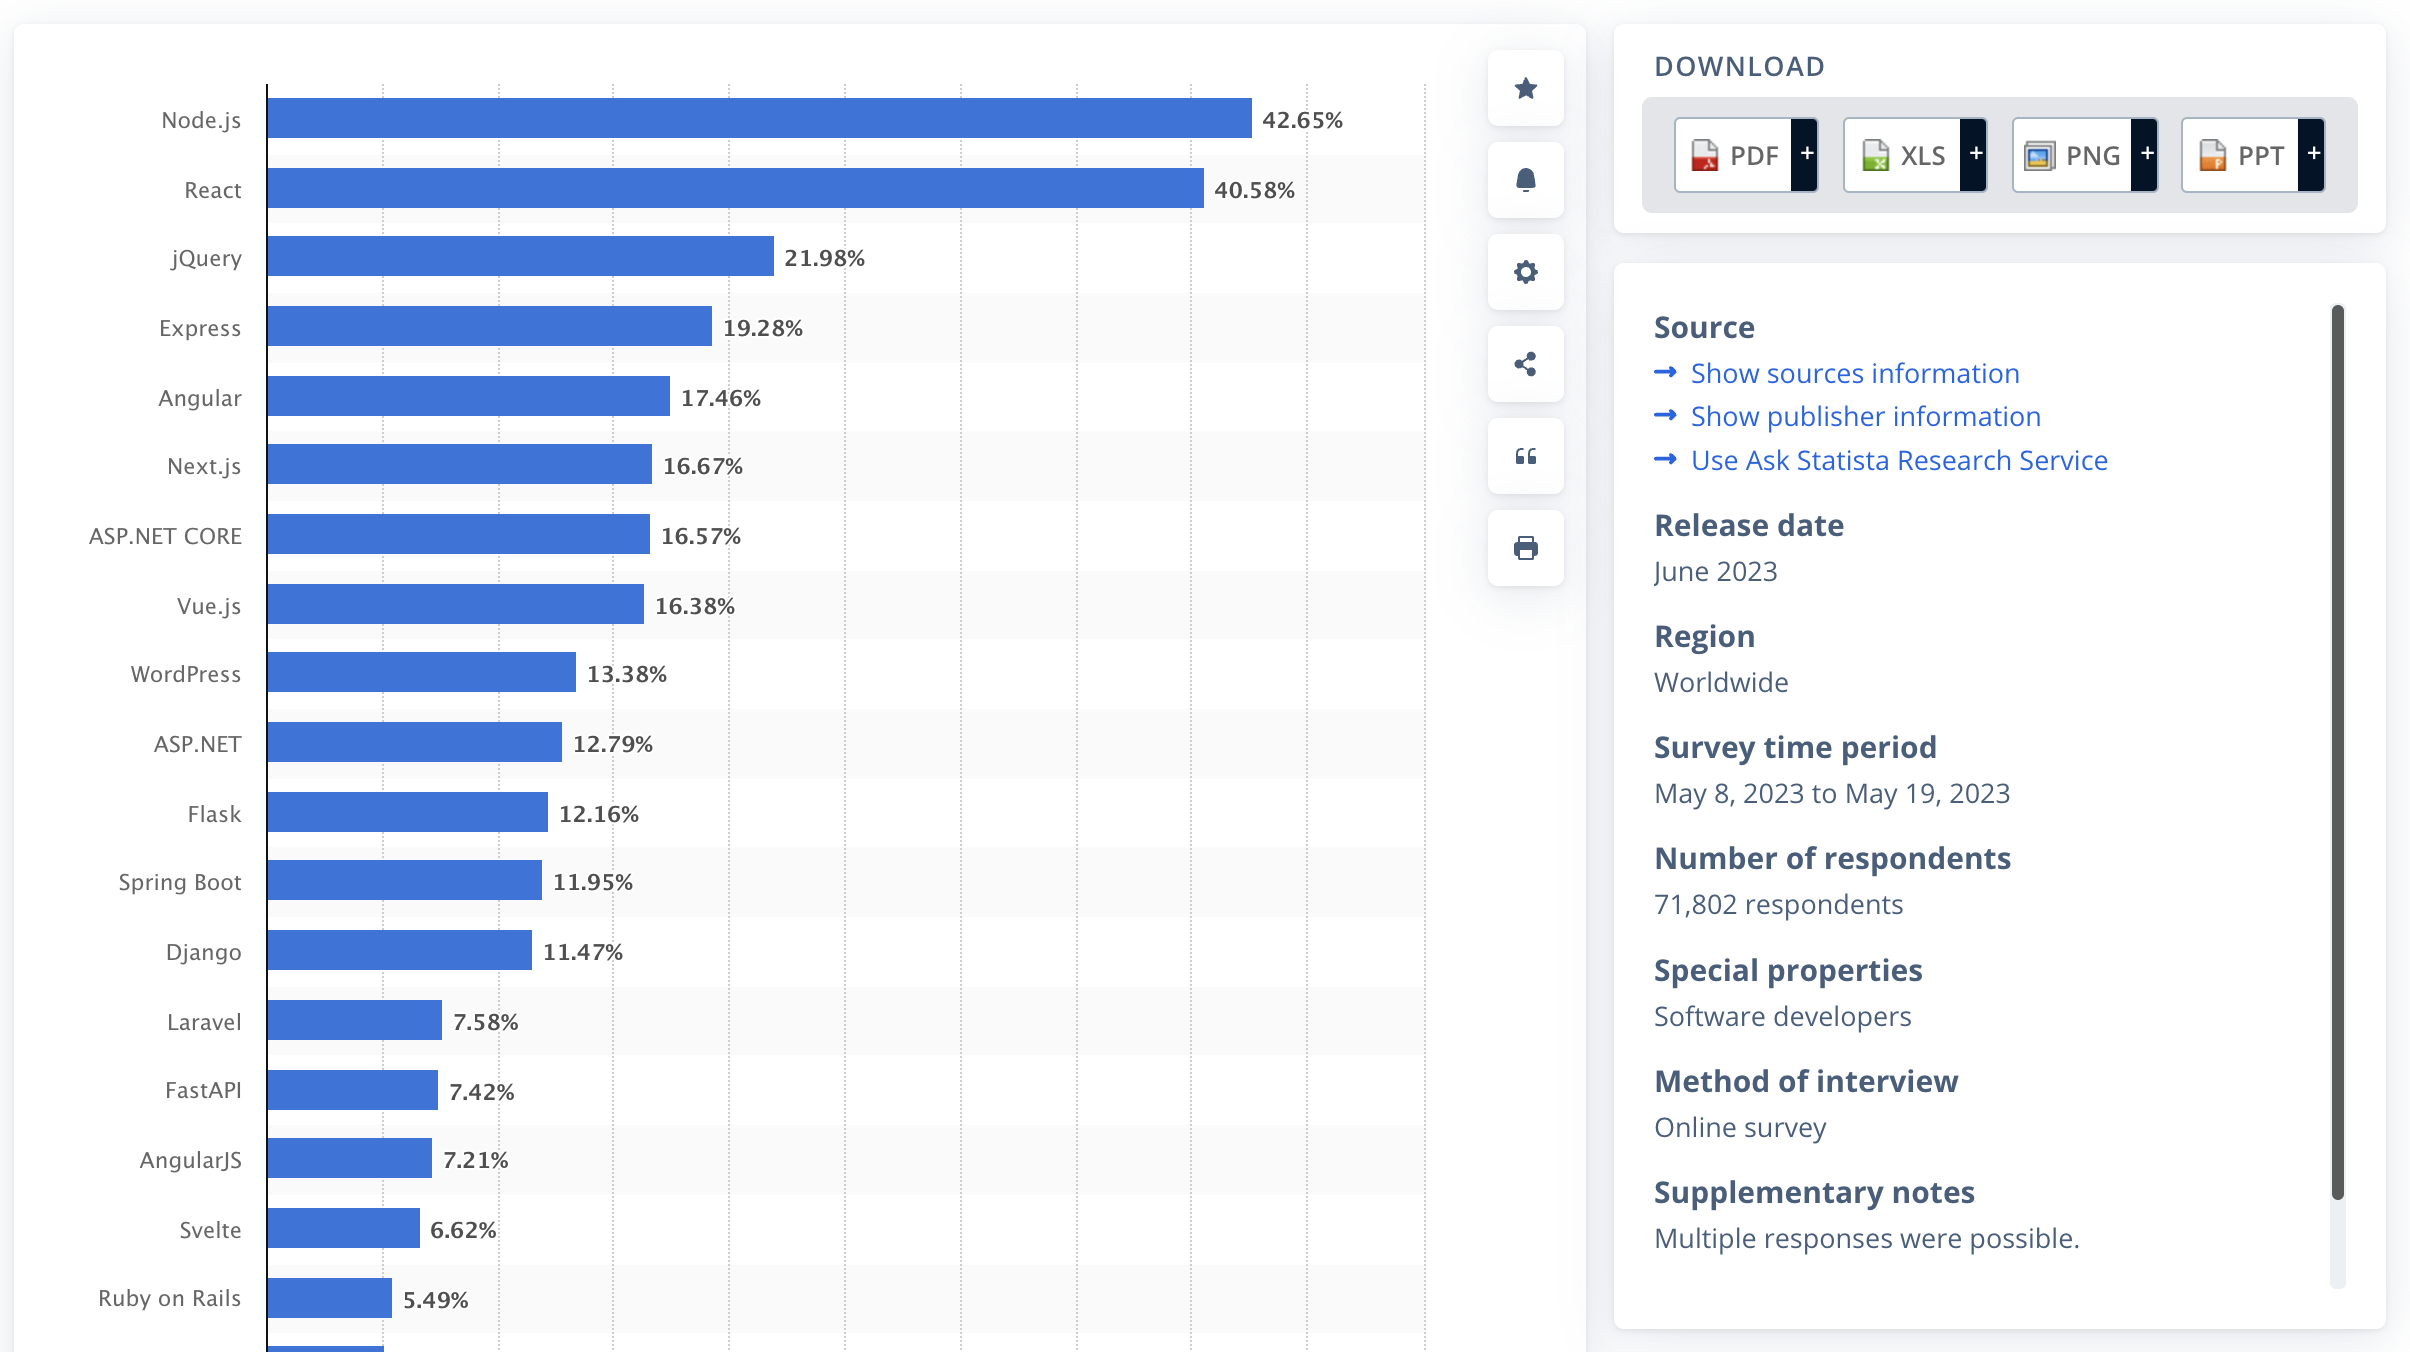 Node.js 42.65%
React 40.58%
jQuery 21.98%
Express 19.28%
Angular 17.46%
Next.js 16.67%
ASP.NET CORE 16.57%
Vue.js 16.38%
WordPress 13.38%
ASP.NET 12.79%
Flask 12.16%
Spring Boot 11.95%
Django 11.47%
Laravel 7.58%
FastAPI 7.42%
AngularJS 7.21%
Svelte 6.62%
Ruby on Rails 5.49%
DOWNLOAD
PDF + XLS + PNG + PPT +
Source
→ Show sources information
→ Show publisher information
→ Use Ask Statista Research Service
Release date
June 2023
Region
Worldwide
Survey time period
May 8, 2023 to May 19, 2023
Number of respondents
71,802 respondents
Special properties
Software developers
Method of interview
Online survey
Supplementary notes
Multiple responses were possible.